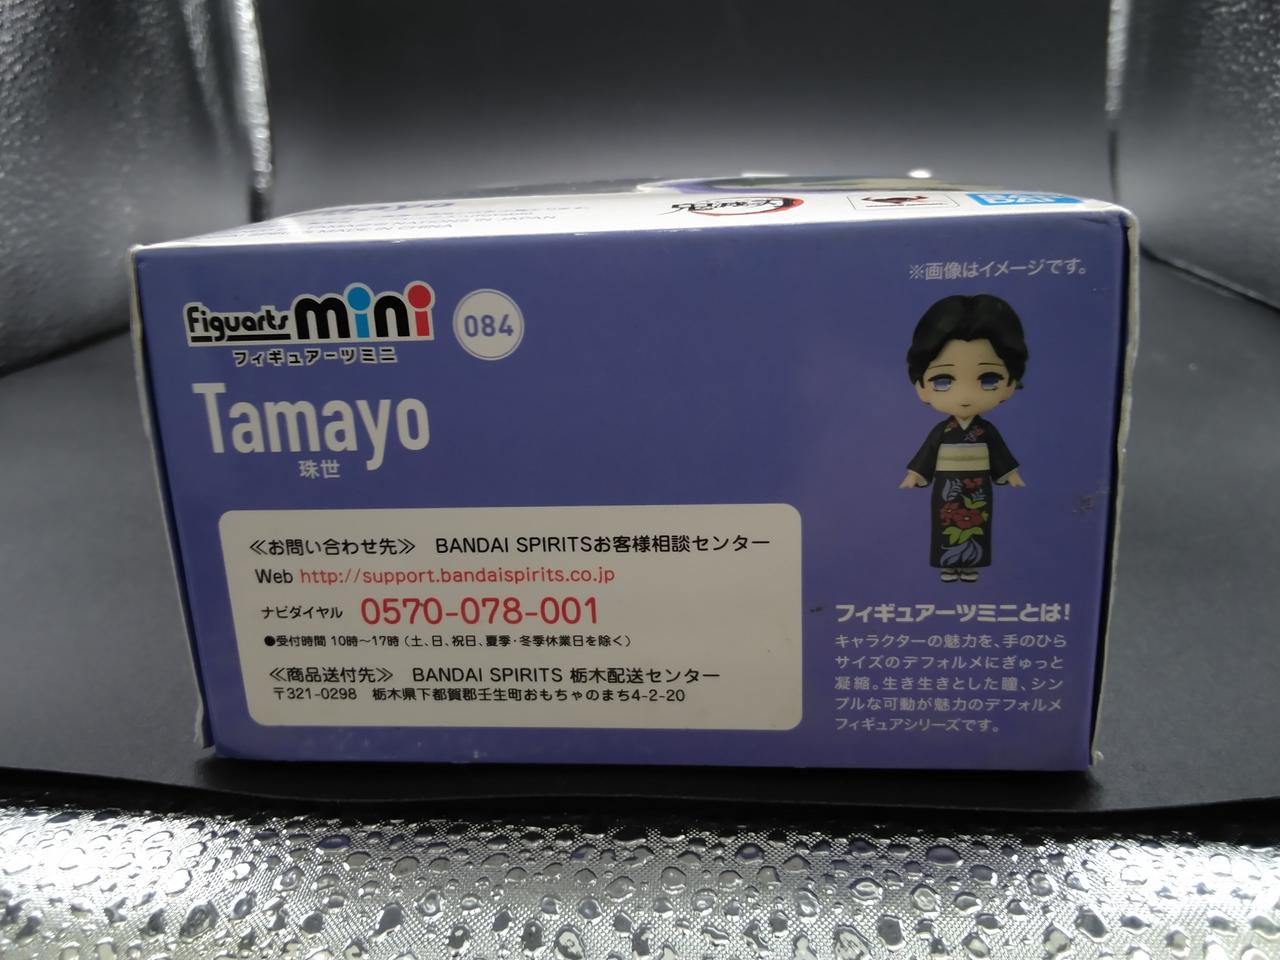 MADE IN CHINA
鬼滅の刃
BANDAI
Figuarts mini
フィギュアーツミニ
084
Tamayo
珠世
※画像はイメージです。
≪お問い合わせ先≫ BANDAI SPIRITSお客様相談センター
Web http://support.bandaispirits.co.jp
ナビダイヤル 0570-078-001
●受付時間 10時～17時（土、日、祝日、夏季・冬季休業日を除く）
≪商品送付先≫ BANDAI SPIRITS 栃木配送センター
〒321-0298 栃木県下都賀郡壬生町おもちゃのまち4-2-20
フィギュアーツミニとは!
キャラクターの魅力を、手のひら
サイズのデフォルメにぎゅっと
凝縮。生き生きとした瞳、シン
プルな可動が魅力のデフォルメ
フィギュアシリーズです。